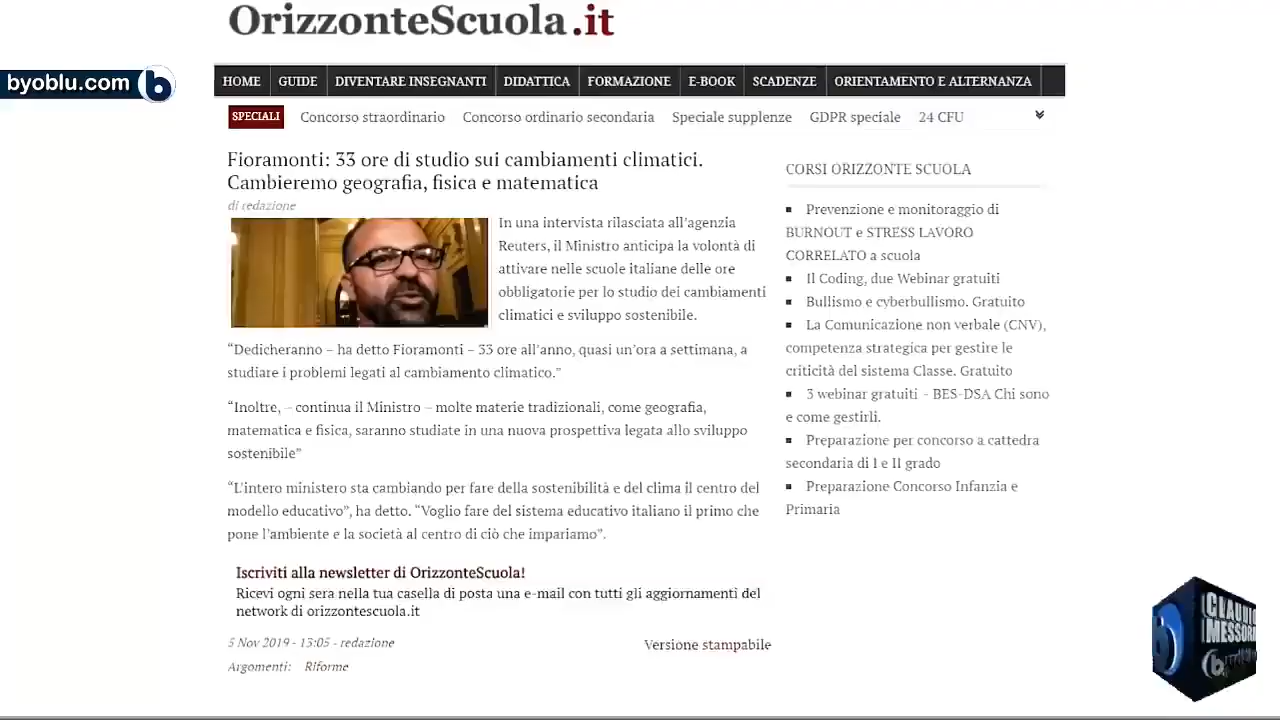 OrizzonteScuola.it
byoblu.com b
HOME GUIDE DIVENTARE INSEGNANTI DIDATTICA FORMAZIONE E-BOOK SCADENZE ORIENTAMENTO E ALTERNANZA
SPECIALI Concorso straordinario Concorso ordinario secondaria Speciale supplenze GDPR speciale 24 CFU
Fioramonti: 33 ore di studio sui cambiamenti climatici.
Cambieremo geografia, fisica e matematica
di redazione
In una intervista rilasciata all'agenzia
Reuters, il Ministro anticipa la volontà di
attivare nelle scuole italiane delle ore
obbligatorie per lo studio dei cambiamenti
climatici e sviluppo sostenibile.
“Dedicheranno – ha detto Fioramonti – 33 ore all'anno, quasi un'ora a settimana, a
studiare i problemi legati al cambiamento climatico.”
“Inoltre, – continua il Ministro – molte materie tradizionali, come geografia,
matematica e fisica, saranno studiate in una nuova prospettiva legata allo sviluppo
sostenibile”
“L'intero ministero sta cambiando per fare della sostenibilità e del clima il centro del
modello educativo”, ha detto. “Voglio fare del sistema educativo italiano il primo che
pone l'ambiente e la società al centro di ciò che impariamo”.
Iscriviti alla newsletter di OrizzonteScuola!
Ricevi ogni sera nella tua casella di posta una e-mail con tutti gli aggiornamenti del
network di orizzontescuola.it
5 Nov 2019 - 13:05 - redazione
Versione stampabile
Argomenti: Riforme
CORSI ORIZZONTE SCUOLA
Prevenzione e monitoraggio di
BURNOUT e STRESS LAVORO
CORRELATO a scuola
Il Coding, due Webinar gratuiti
Bullismo e cyberbullismo. Gratuito
La Comunicazione non verbale (CNV),
competenza strategica per gestire le
criticità del sistema Classe. Gratuito
3 webinar gratuiti - BES-DSA Chi sono
e come gestirli.
Preparazione per concorso a cattedra
secondaria di I e II grado
Preparazione Concorso Infanzia e
Primaria
CLAUDIO
MESSORA